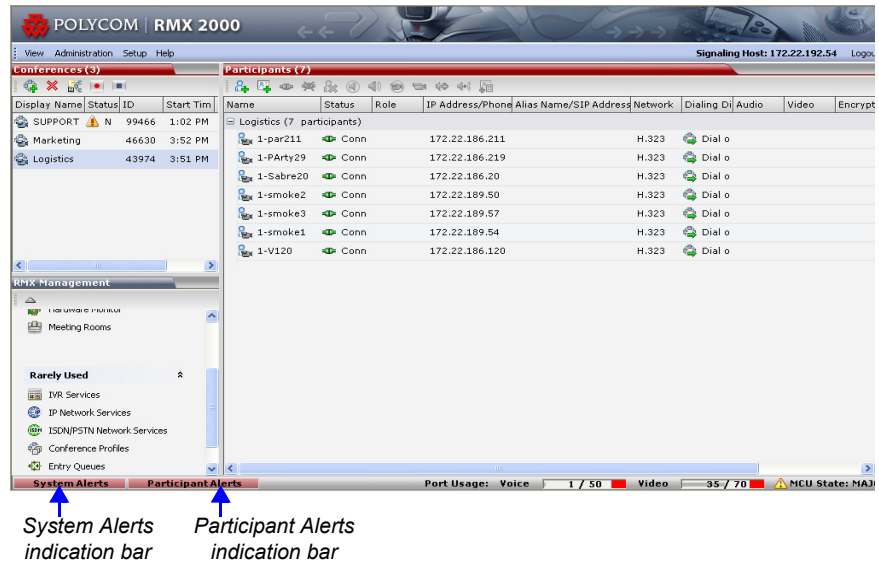 POLYCOM | RMX 2000
View Administration Setup Help Signaling Host: 172.22.192.54 Logou
Conferences (3)
Participants (7)
Display Name Status ID Start Tim
Name Status Role IP Address/Phone Alias Name/SIP Address Network Dialing Di Audio Video Encrypt
SUPPORT N 99466 1:02 PM
Marketing 46630 3:52 PM
Logistics 43974 3:51 PM
Logistics (7 participants)
1-par211 Conn 172.22.186.211 H.323 Dial o
1-PArty29 Conn 172.22.186.219 H.323 Dial o
1-Sabre20 Conn 172.22.186.20 H.323 Dial o
1-smoke2 Conn 172.22.189.50 H.323 Dial o
1-smoke3 Conn 172.22.189.57 H.323 Dial o
1-smoke1 Conn 172.22.189.54 H.323 Dial o
1-V120 Conn 172.22.186.120 H.323 Dial o
RMX Management
Hardware Monitor
Meeting Rooms
Rarely Used
IVR Services
IP Network Services
ISDN/PSTN Network Services
Conference Profiles
Entry Queues
System Alerts Participant Alerts Port Usage: Voice 1 / 50 Video 35 / 70 MCU State: MAJ
System Alerts
indication bar
Participant Alerts
indication bar